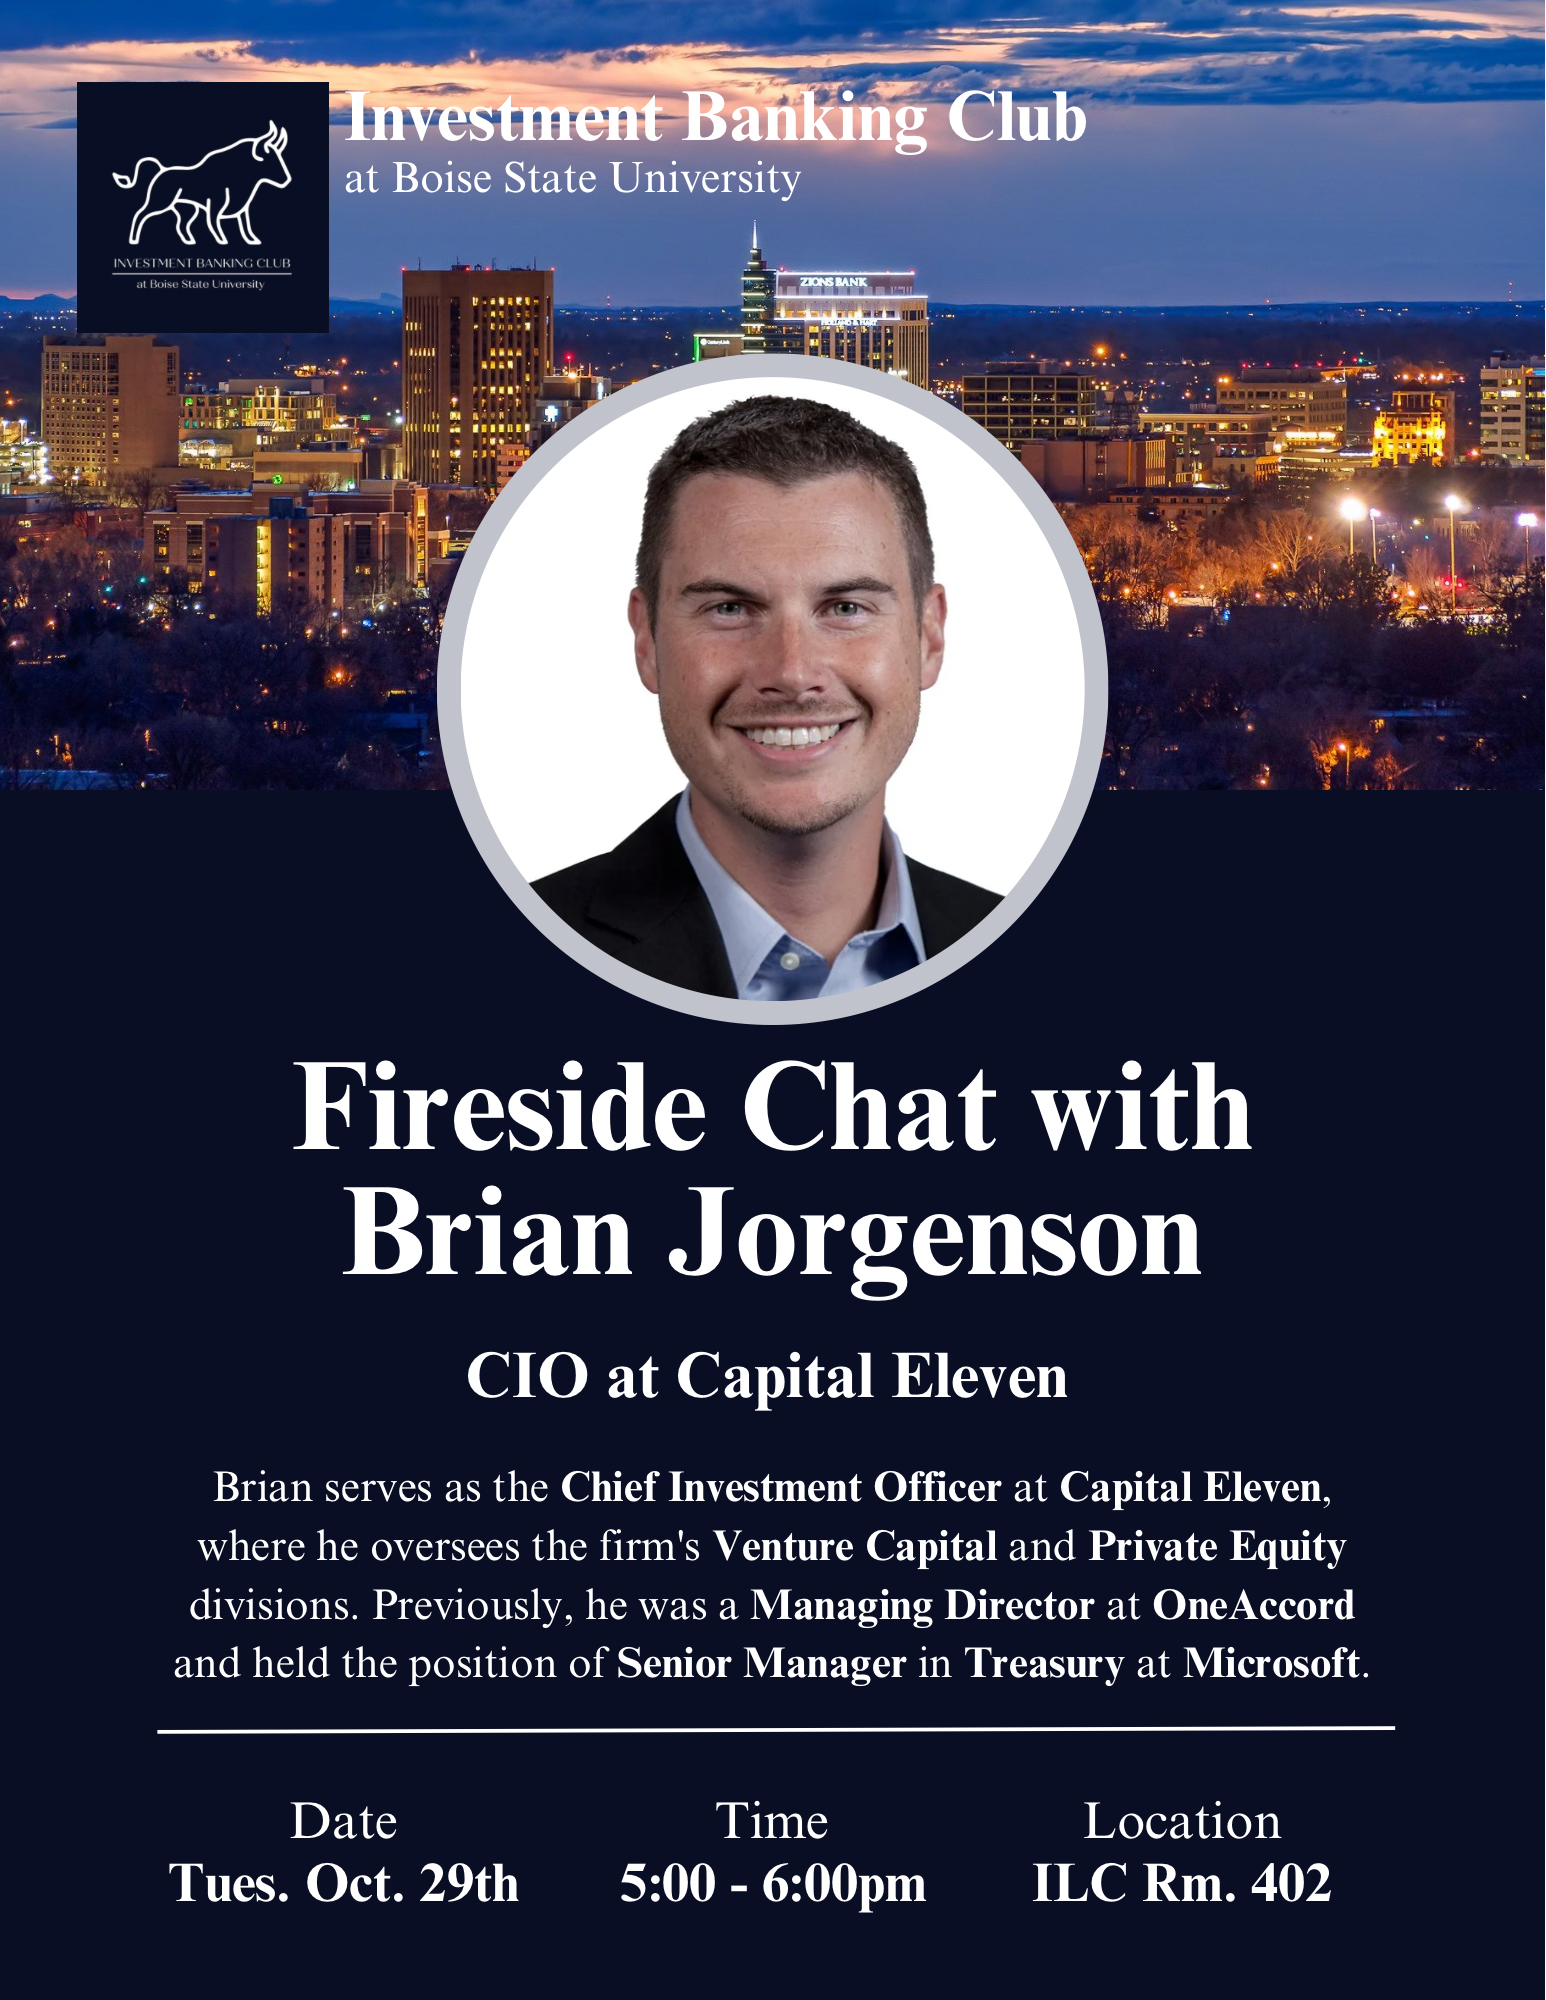 Investment Banking Club
at Boise State University
INVESTMENT BANKING CLUB
at Boise State University
ZIONS BANK
HOLLAND & HART
CenturyLink
Fireside Chat with
Brian Jorgenson
CIO at Capital Eleven
Brian serves as the Chief Investment Officer at Capital Eleven,
where he oversees the firm's Venture Capital and Private Equity
divisions. Previously, he was a Managing Director at OneAccord
and held the position of Senior Manager in Treasury at Microsoft.
Date
Tues. Oct. 29th
Time
5:00 - 6:00pm
Location
ILC Rm. 402